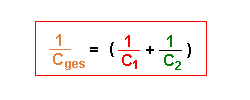 1/C_ges = ( 1/C_1 + 1/C_2 )